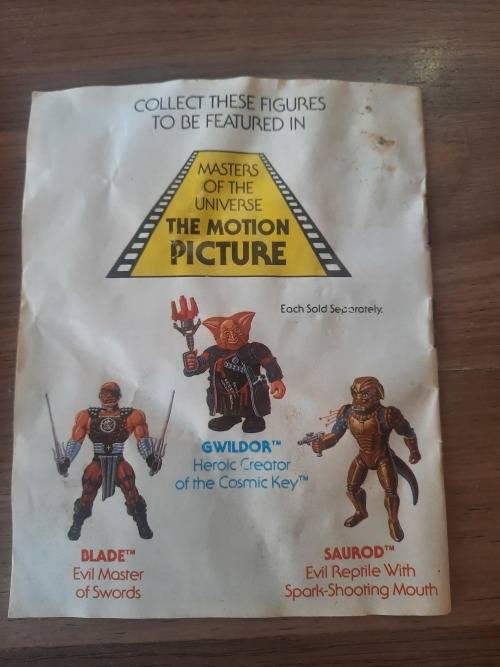 COLLECT THESE FIGURES
TO BE FEATURED IN
MASTERS
OF THE
UNIVERSE
THE MOTION
PICTURE
Each Sold Separately.
GWILDOR™
Heroic Creator
of the Cosmic Key™
BLADE™
Evil Master
of Swords
SAUROD™
Evil Reptile With
Spark-Shooting Mouth